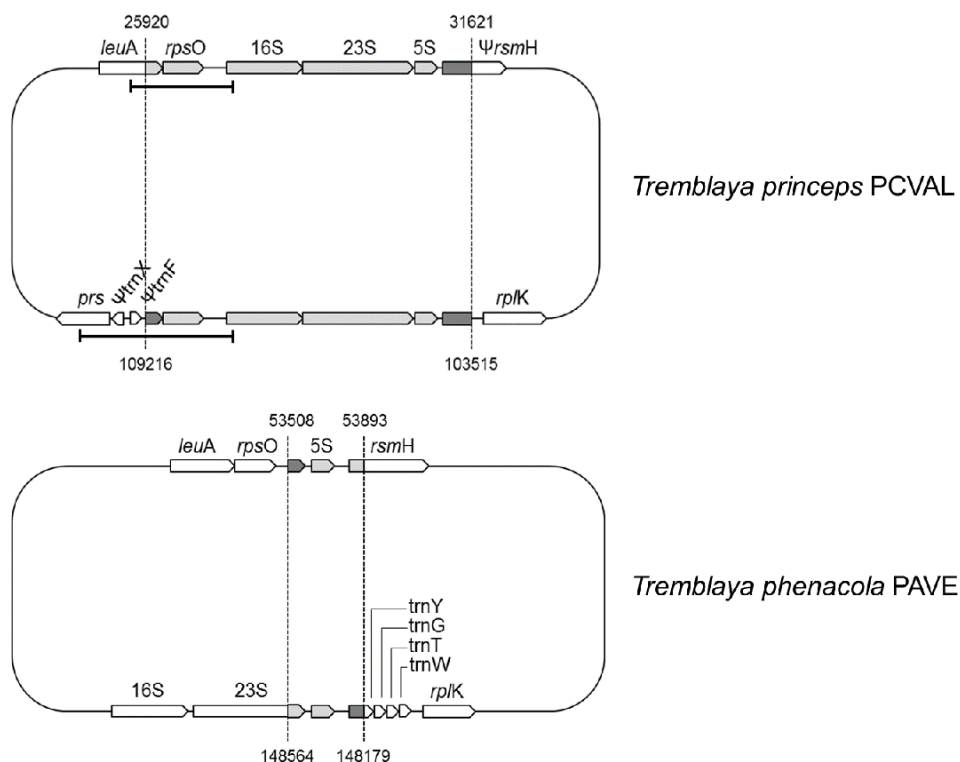 25920 31621
leuA rpsO 16S 23S 5S ΨrsmH
Tremblaya princeps PCVAL
prs ΨtrnX ΨtrnF rplK
109216 103515
53508 53893
leuA rpsO 5S rsmH
Tremblaya phenacola PAVE
trnY
trnG
trnT
trnW
16S 23S rplK
148564 148179